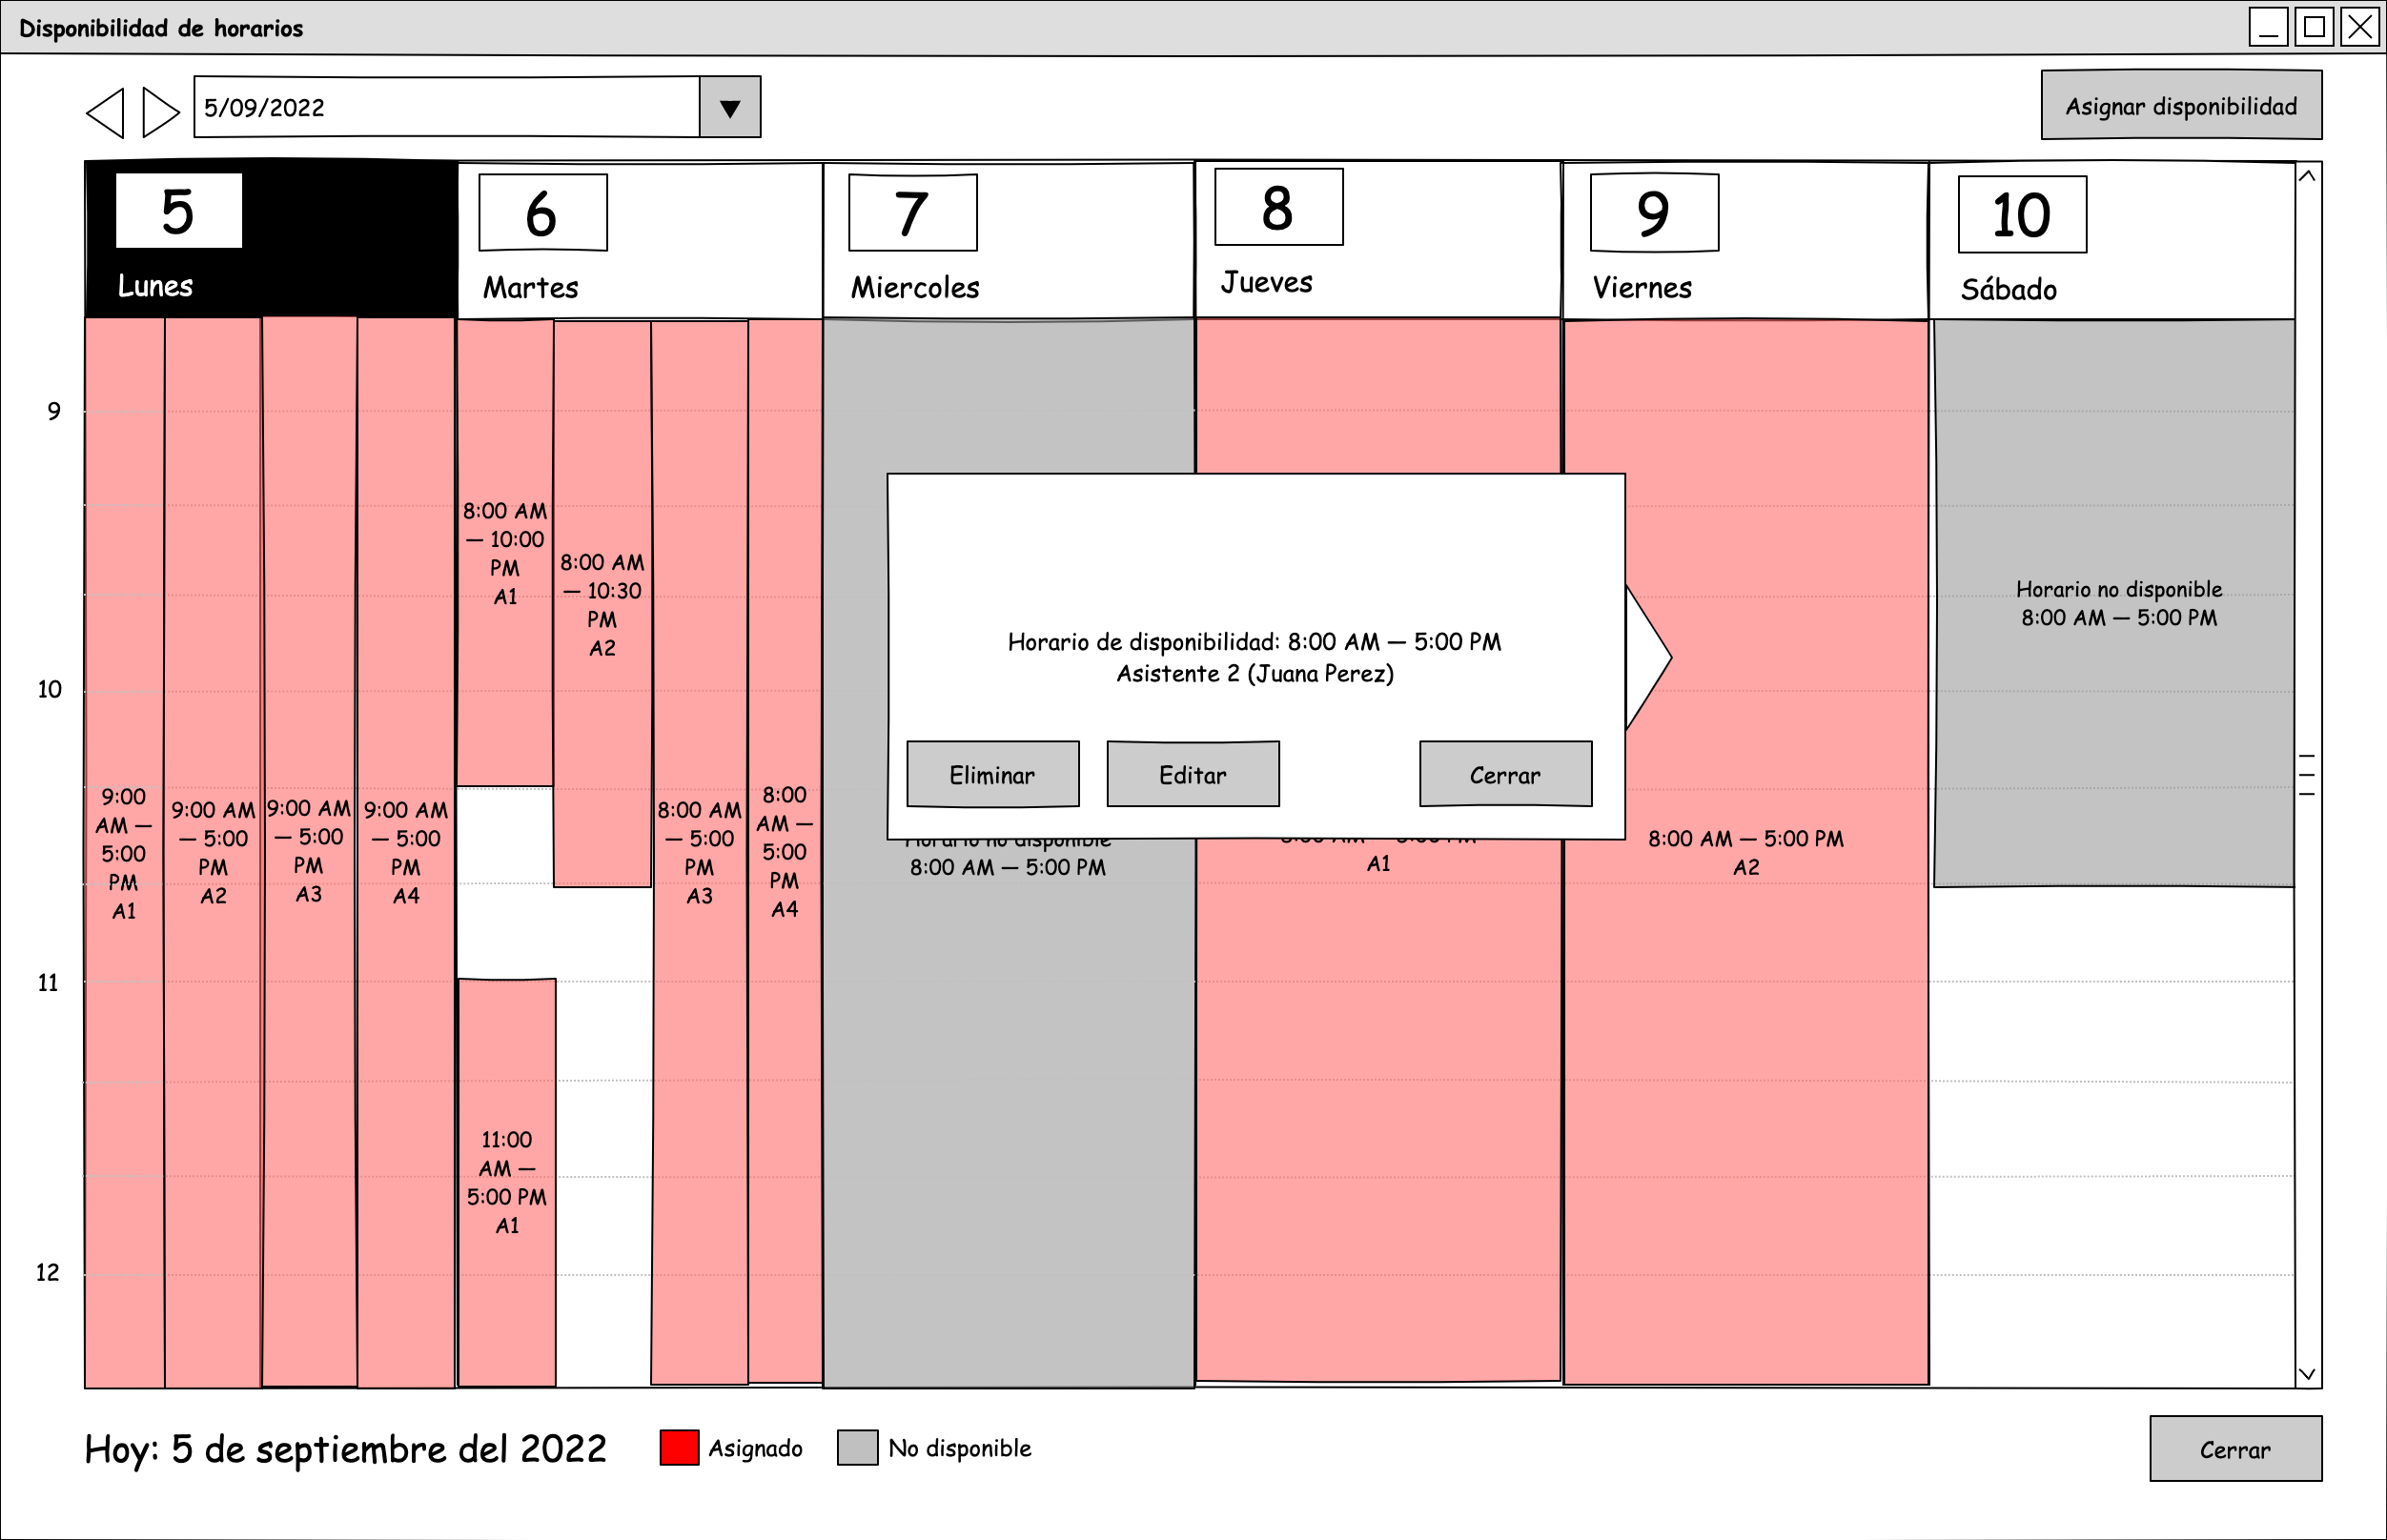 Disponibilidad de horarios
5/09/2022
Asignar disponibilidad
5
Lunes
6
Martes
7
Miercoles
8
Jueves
9
Viernes
10
Sábado
9
10
11
12
9:00
AM —
5:00
PM
A1
9:00 AM
— 5:00
PM
A2
9:00 AM
— 5:00
PM
A3
9:00 AM
— 5:00
PM
A4
8:00 AM
— 10:00
PM
A1
8:00 AM
— 10:30
PM
A2
11:00
AM —
5:00 PM
A1
8:00 AM
— 5:00
PM
A3
8:00
AM —
5:00
PM
A4
Horario no disponible
8:00 AM — 5:00 PM
Horario de disponibilidad: 8:00 AM — 5:00 PM
Asistente 2 (Juana Perez)
Eliminar
Editar
Cerrar
A1
8:00 AM — 5:00 PM
A2
Horario no disponible
8:00 AM — 5:00 PM
Hoy: 5 de septiembre del 2022
Asignado
No disponible
Cerrar